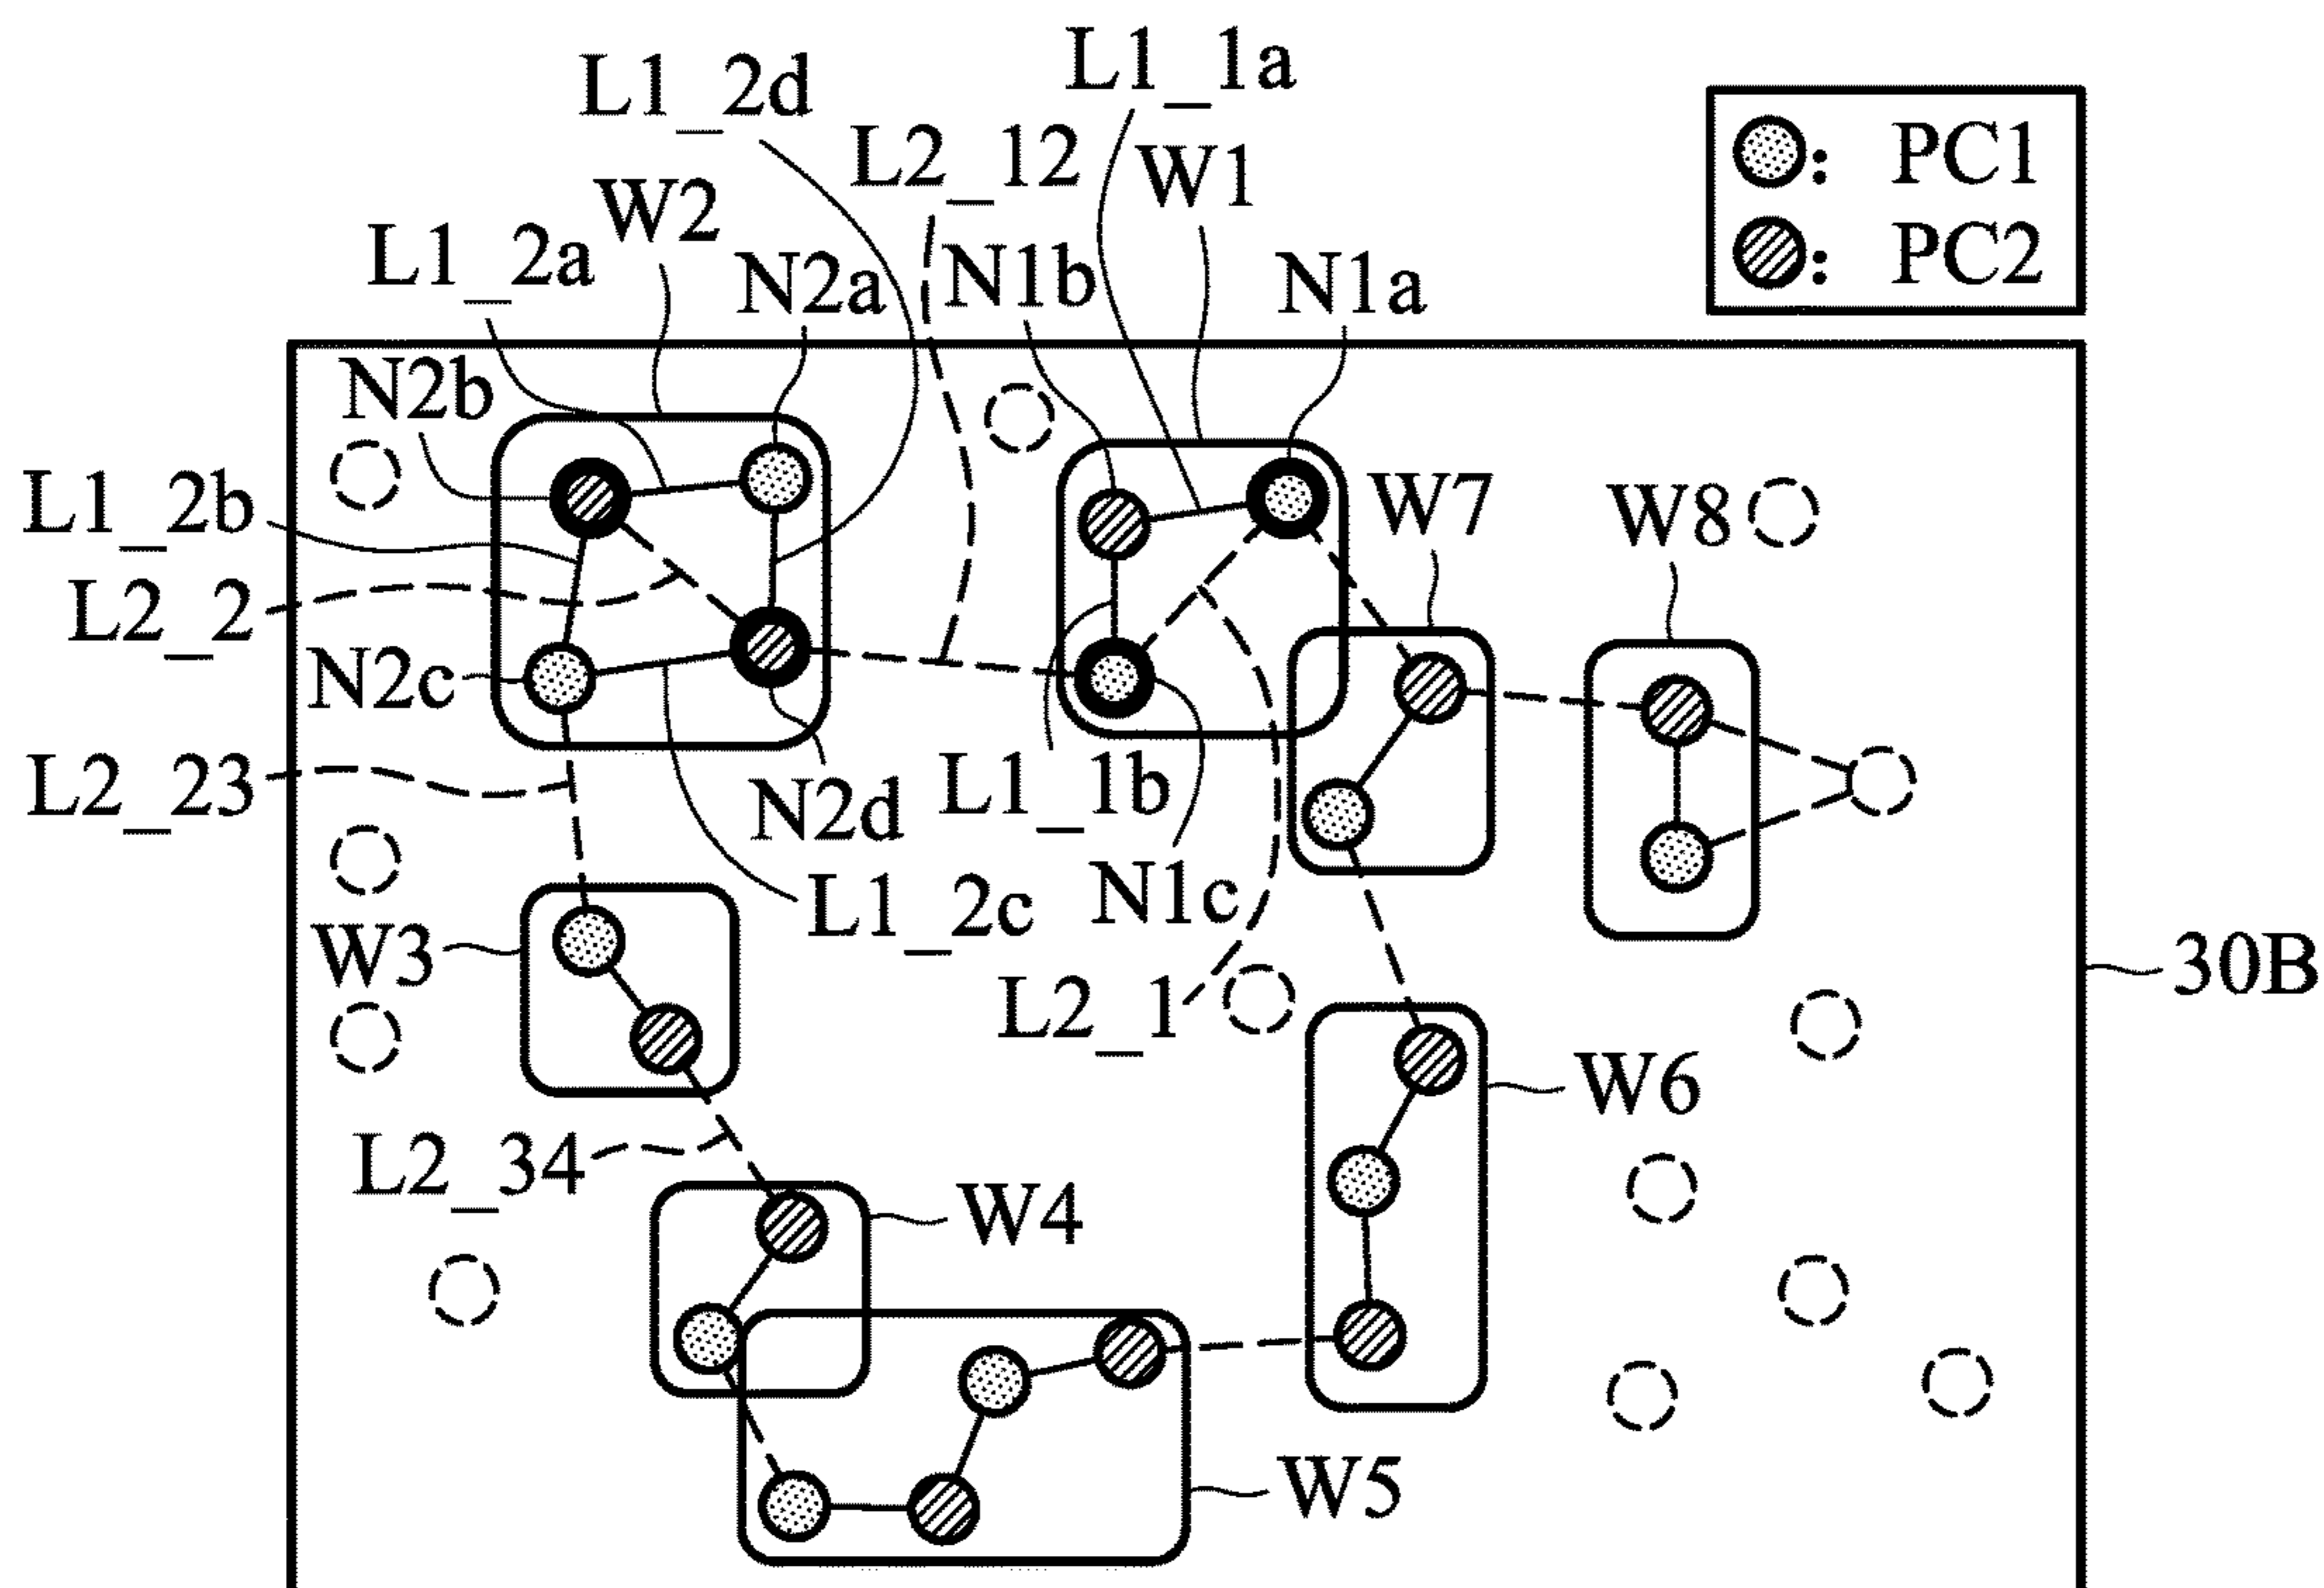 L1_2d
L1_1a
L2_12
W1
W2
L1_2a
N2a
N1b
N1a
: PC1
: PC2
N2b
L1_2b
W7
W8
L2_2
N2c
L2_23
N2d
L1_1b
L1_2c
N1c
W3
30B
L2_1
W6
L2_34
W4
W5